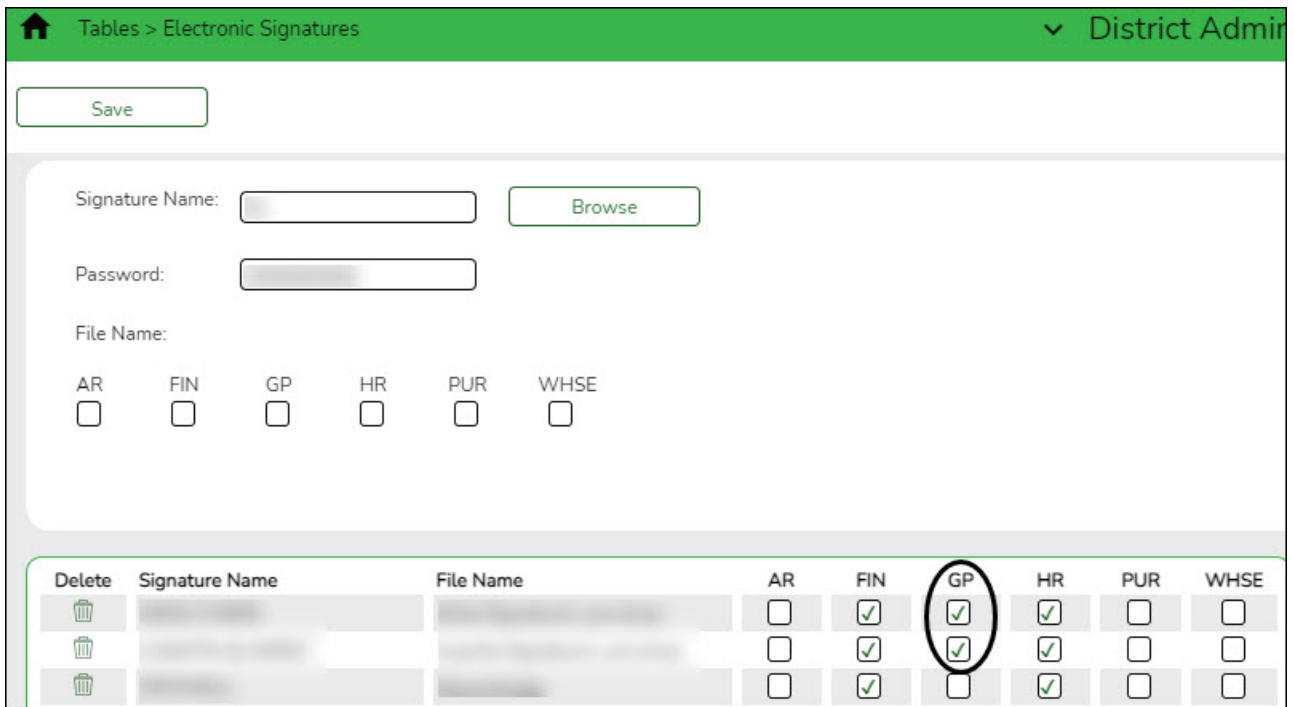 Tables > Electronic Signatures
District Admin
Save
Signature Name:
Browse
Password:
File Name:
AR FIN GP HR PUR WHSE
Delete Signature Name File Name AR FIN GP HR PUR WHSE